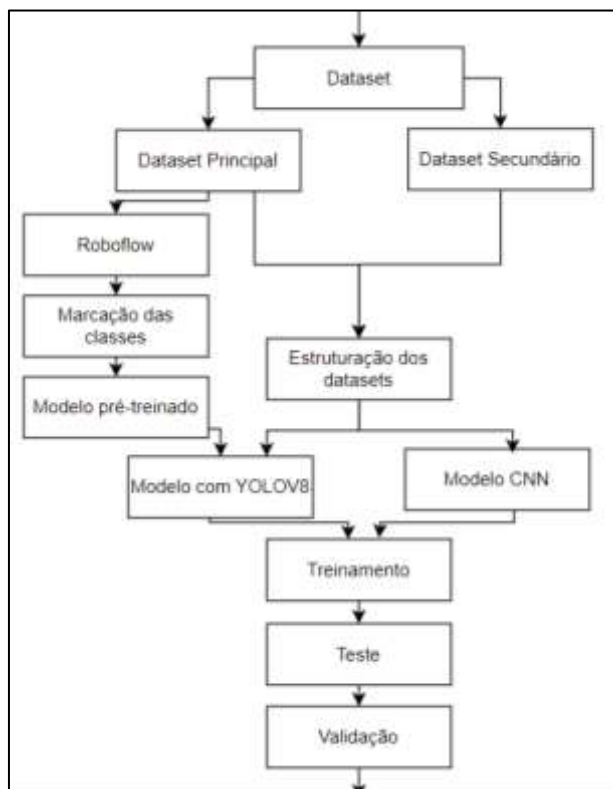 Dataset
Dataset Principal
Dataset Secundário
Roboflow
Marcação das
classes
Estruturação dos
datasets
Modelo pré-treinado
Modelo com YOLOV8
Modelo CNN
Treinamento
Teste
Validação